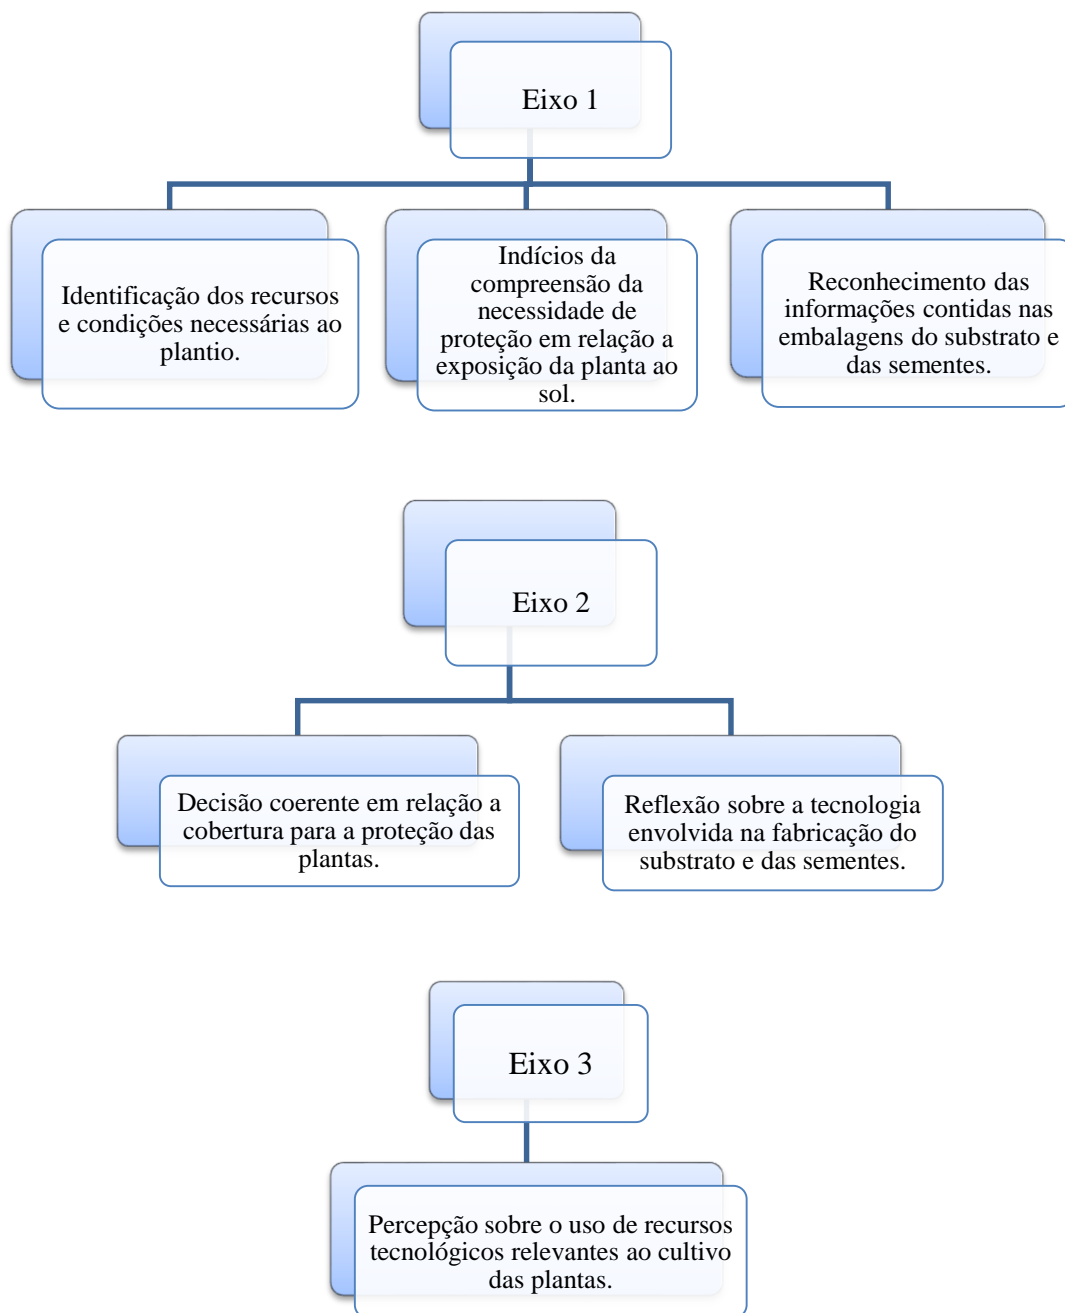 Eixo 1
Identificação dos recursos
e condições necessárias ao
plantio.
Indícios da
compreensão da
necessidade de
proteção em relação a
exposição da planta ao
sol.
Reconhecimento das
informações contidas nas
embalagens do substrato e
das sementes.
Eixo 2
Decisão coerente em relação a
cobertura para a proteção das
plantas.
Reflexão sobre a tecnologia
envolvida na fabricação do
substrato e das sementes.
Eixo 3
Percepção sobre o uso de recursos
tecnológicos relevantes ao cultivo
das plantas.